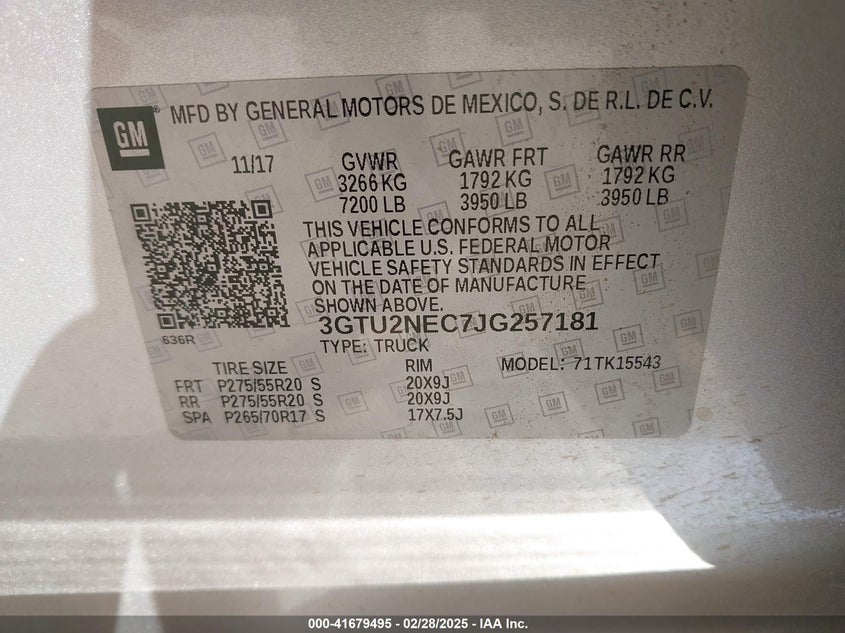 GM
MFD BY GENERAL MOTORS DE MEXICO, S. DE R.L. DE C.V.
11/17 GVWR GAWR FRT GAWR RR
3266 KG 1792 KG 1792 KG
7200 LB 3950 LB 3950 LB
THIS VEHICLE CONFORMS TO ALL
APPLICABLE U.S. FEDERAL MOTOR
VEHICLE SAFETY STANDARDS IN EFFECT
ON THE DATE OF MANUFACTURE
SHOWN ABOVE.
636R
3GTU2NEC7JG257181
TYPE: TRUCK
TIRE SIZE RIM MODEL: 71TK15543
FRT P275/55R20 S 20X9J
RR P275/55R20 S 20X9J
SPA P265/70R17 S 17X7.5J
000-41679495 - 02/28/2025 - IAA Inc.